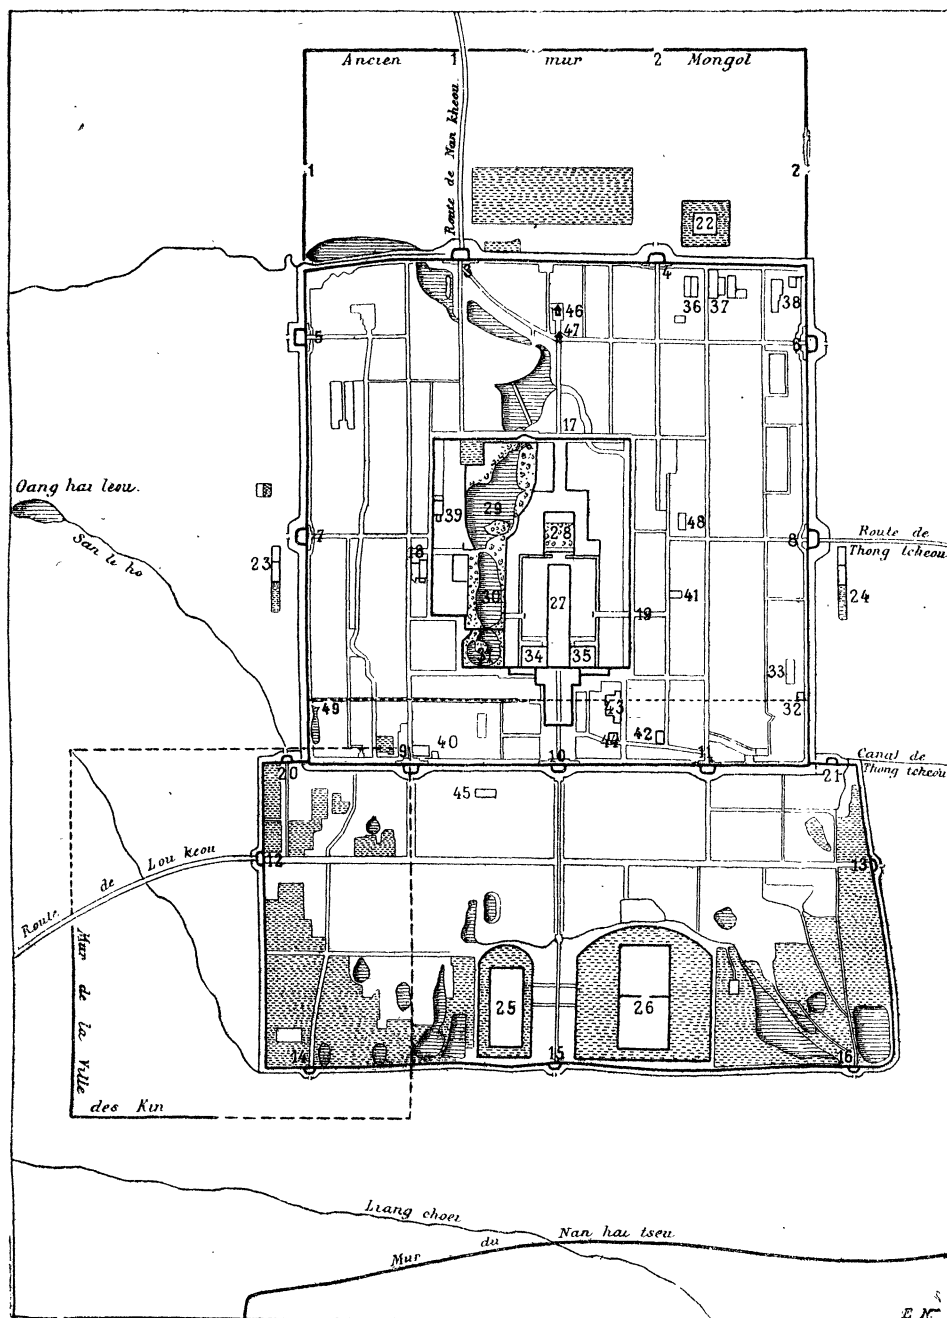 Ancien 1 mur 2 Mongol
Route de Nan kheou.
1 2
22
4 36 37 38
46
47
5 6
17
Oang hai leou.
San le ho
39 29 48
28
7 8
Route de
Thong tcheou
18
23 24
30 27 41
19
34 35
33
32
49 43
44 42
9 40 10 11
20 21
Canal de
Thong tcheou
45
12 13
Route de Lou keou
Mur de la Ville
des Kin
25 26
14 15 16
Liang choei
Mur du Nan hai tseu